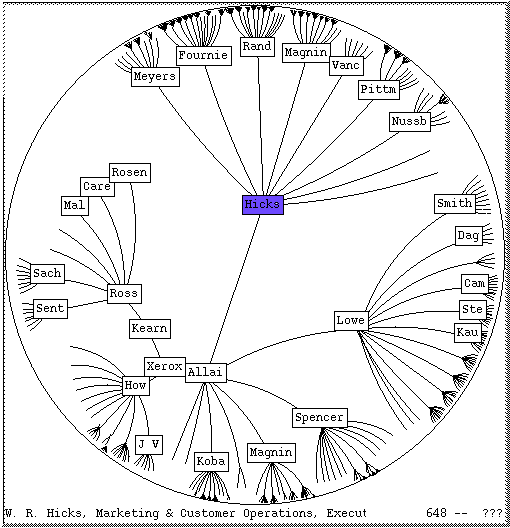 Fournie
Rand
Magnin
Meyers
Vanc
Pittm
Nussb
Rosen
Care
Mal
Hicks
Smith
Dag
Sach
Cam
Ross
Sent
Ste
Lowe
Kearn
Kau
Xerox
Allai
How
Spencer
J V
Magnin
Koba
W. R. Hicks, Marketing & Customer Operations, Execut 648 -- ???